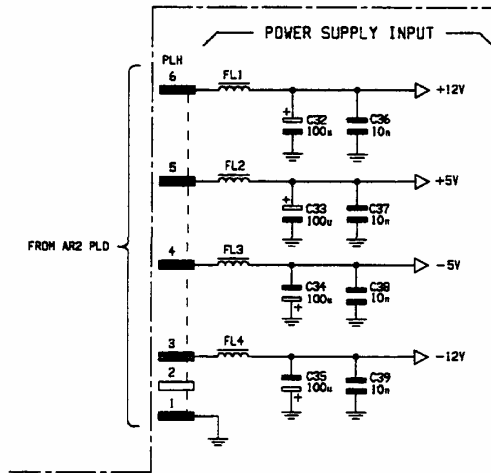 POWER SUPPLY INPUT
PLH
6 FL1 +12V
+ C32 100u C36 10n
5 FL2 +5V
+ C33 100u C37 10n
FROM AR2 PLD
4 FL3 -5V
C34 100u + C38 10n
3 FL4 -12V
2
C35 100u + C39 10n
1